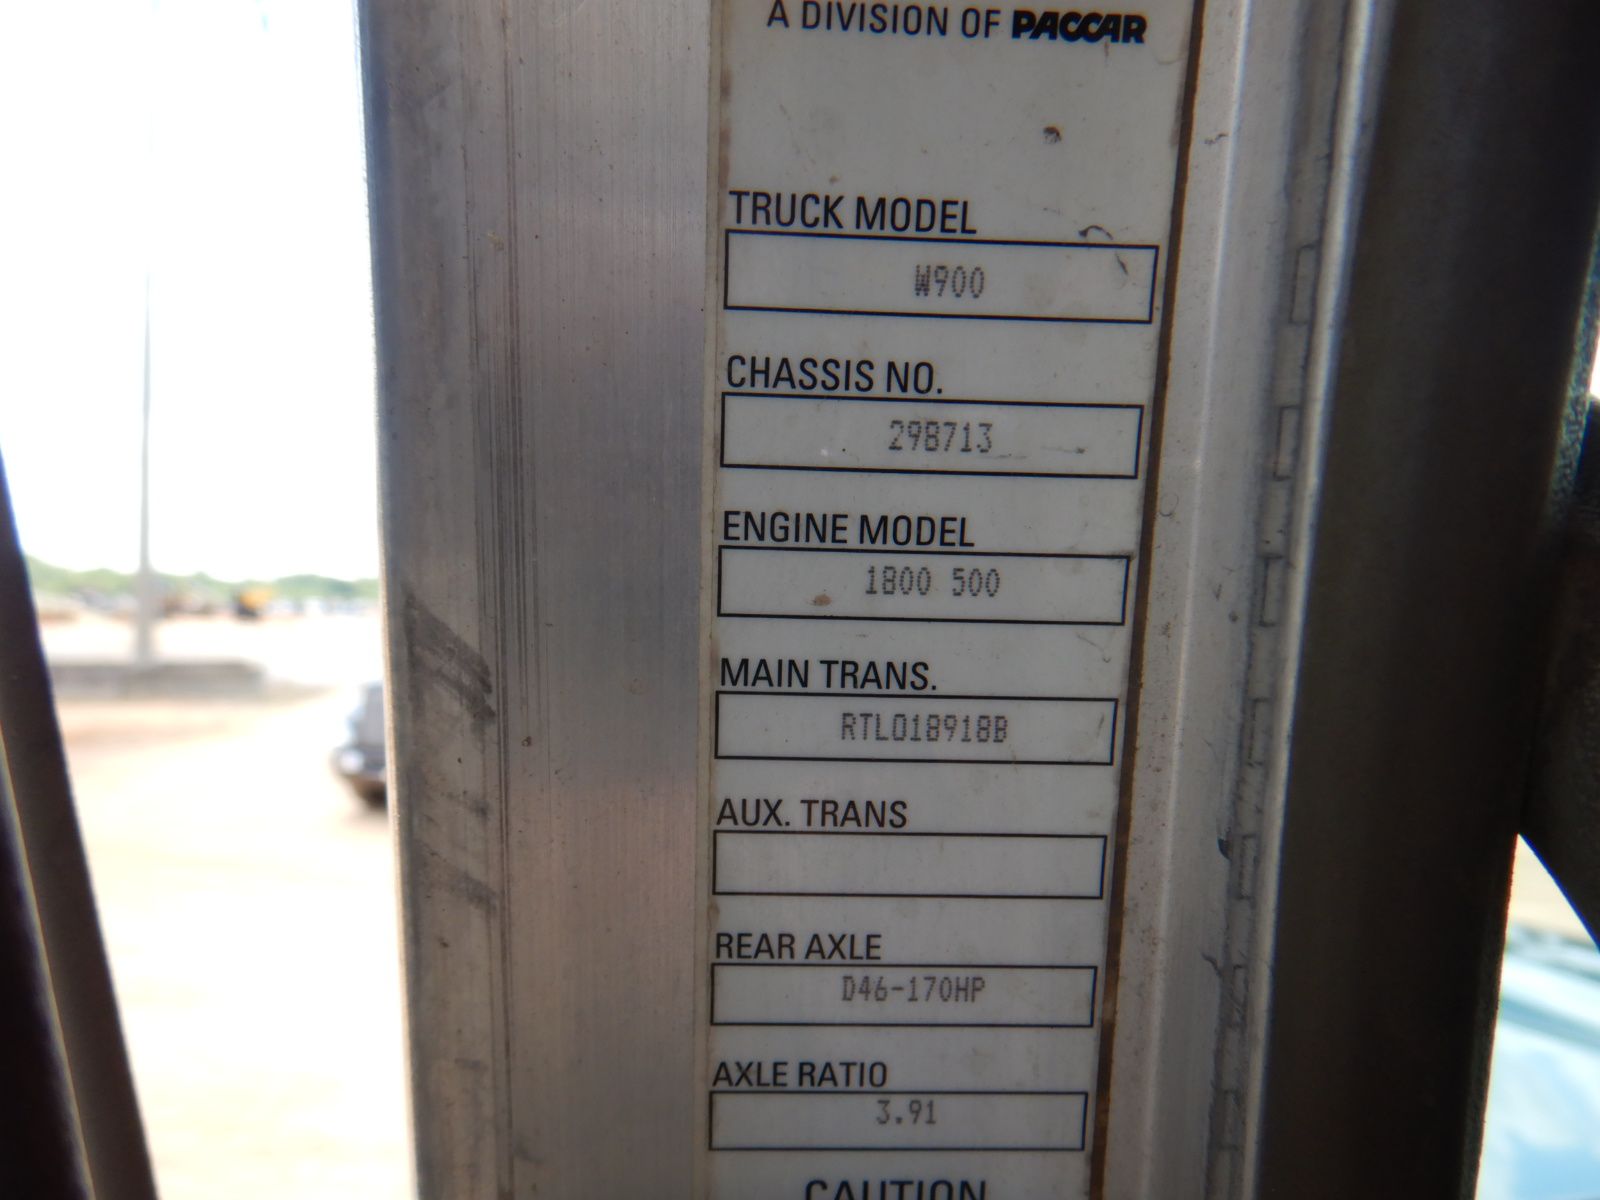 A DIVISION OF PACCAR
TRUCK MODEL
W900
CHASSIS NO.
298713
ENGINE MODEL
1800 500
MAIN TRANS.
RTLO18918B
AUX. TRANS
REAR AXLE
D46-170HP
AXLE RATIO
3.91
CAUTION